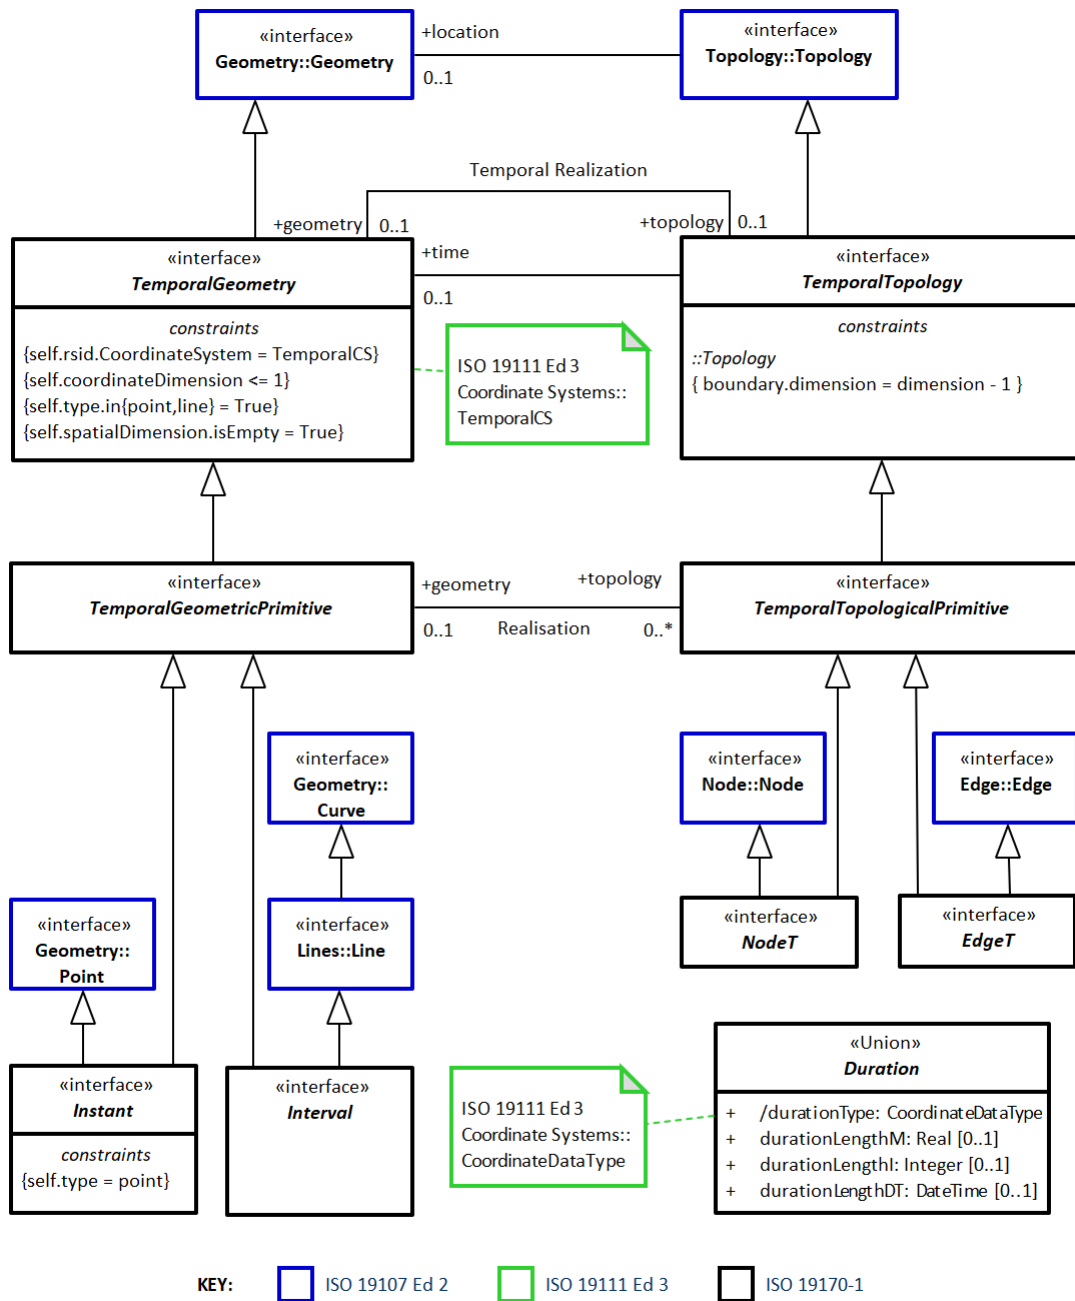 «interface»
Geometry::Geometry
+location
0..1
«interface»
Topology::Topology
Temporal Realization
+geometry
0..1
+topology
0..1
«interface»
TemporalGeometry
constraints
{self.rsid.CoordinateSystem = TemporalCS}
{self.coordinateDimension <= 1}
{self.type.in{point,line} = True}
{self.spatialDimension.isEmpty = True}
+time
0..1
«interface»
TemporalTopology
constraints
::Topology
{ boundary.dimension = dimension - 1 }
ISO 19111 Ed 3
Coordinate Systems::
TemporalCS
«interface»
TemporalGeometricPrimitive
+geometry
0..1
Realisation
+topology
0..*
«interface»
TemporalTopologicalPrimitive
«interface»
Geometry::
Curve
«interface»
Node::Node
«interface»
Edge::Edge
«interface»
Geometry::
Point
«interface»
Lines::Line
«interface»
NodeT
«interface»
EdgeT
«interface»
Instant
constraints
{self.type = point}
«interface»
Interval
ISO 19111 Ed 3
Coordinate Systems::
CoordinateDataType
«Union»
Duration
+ /durationType: CoordinateDataType
+ durationLengthM: Real [0..1]
+ durationLengthI: Integer [0..1]
+ durationLengthDT: DateTime [0..1]
KEY: ISO 19107 Ed 2 ISO 19111 Ed 3 ISO 19170-1